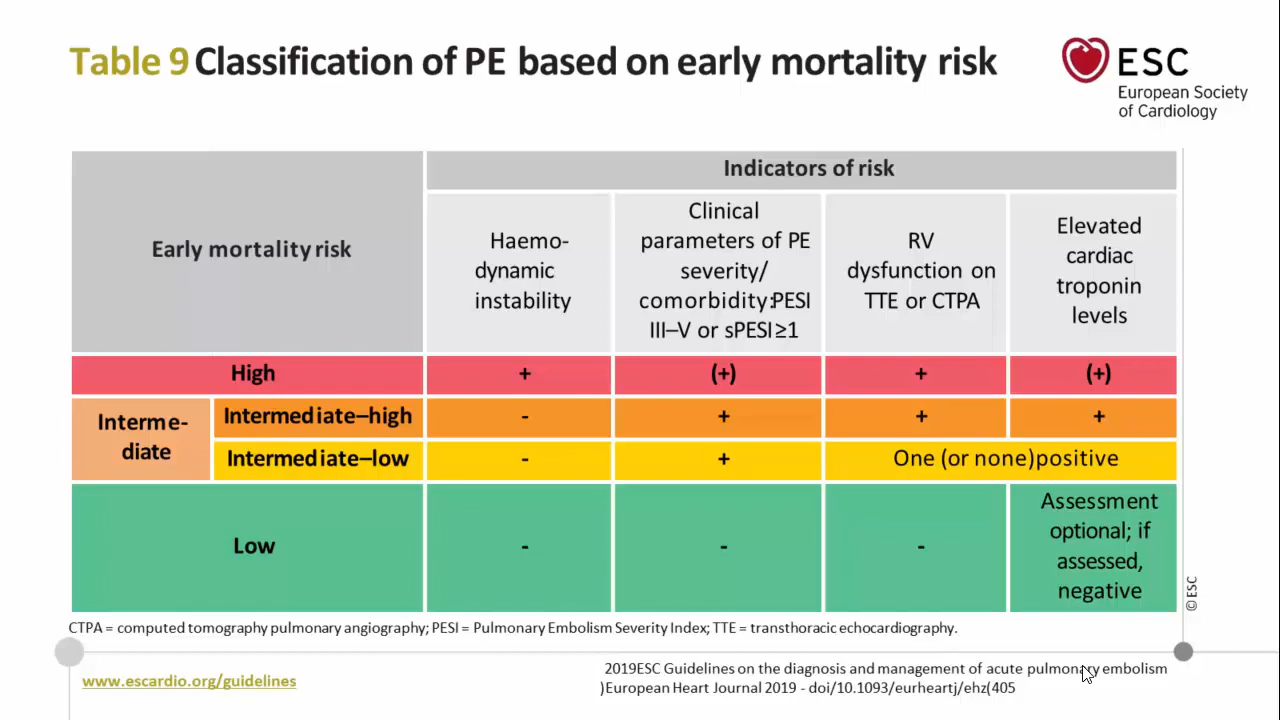 Table 9 Classification of PE based on early mortality risk
ESC
European Society
of Cardiology
Early mortality risk
Indicators of risk
Haemo-
dynamic
instability
Clinical
parameters of PE
severity/
comorbidity:PESI
III–V or sPESI ≥1
RV
dysfunction on
TTE or CTPA
Elevated
cardiac
troponin
levels
High + (+) + (+)
Interme-
diate
Intermediate–high - + + +
Intermediate–low - + One (or none)positive
Low - - -
Assessment
optional; if
assessed,
negative
© ESC
CTPA = computed tomography pulmonary angiography; PESI = Pulmonary Embolism Severity Index; TTE = transthoracic echocardiography.
www.escardio.org/guidelines
2019ESC Guidelines on the diagnosis and management of acute pulmonary embolism
)European Heart Journal 2019 - doi/10.1093/eurheartj/ehz(405